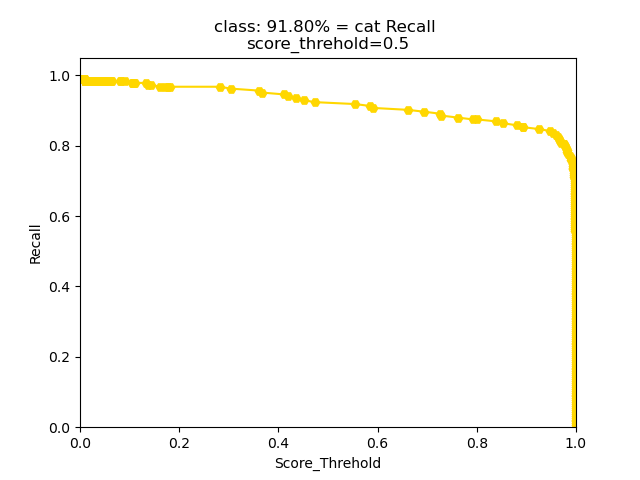 class: 91.80% = cat Recall
score_threhold=0.5
1.0
0.8
0.6
0.4
0.2
0.0
Recall
0.0 0.2 0.4 0.6 0.8 1.0
Score_Threhold